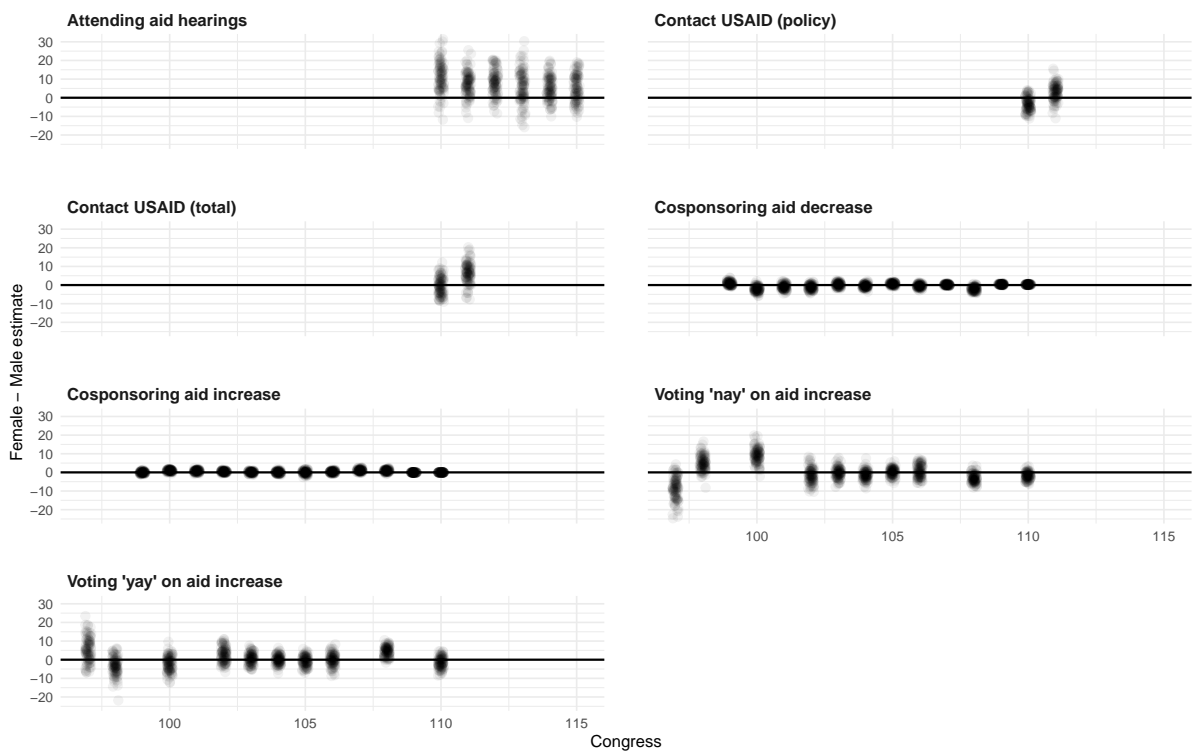 Attending aid hearings
Contact USAID (policy)
30
20
10
0
−10
−20
Contact USAID (total)
Cosponsoring aid decrease
30
20
10
0
−10
−20
Cosponsoring aid increase
Voting 'nay' on aid increase
30
20
10
0
−10
−20
100 105 110 115
Voting 'yay' on aid increase
30
20
10
0
−10
−20
100 105 110 115
Female − Male estimate
Congress